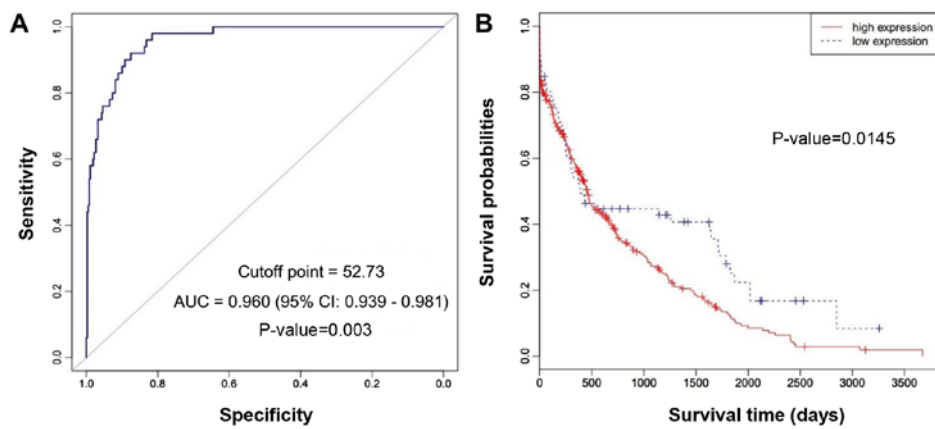 A
Sensitivity
1.0
0.8
0.6
0.4
0.2
0.0
Cutoff point = 52.73
AUC = 0.960 (95% CI: 0.939 - 0.981)
P-value=0.003
1.0 0.8 0.6 0.4 0.2 0.0
Specificity
B
Survival probabilities
1.0
0.8
0.6
0.4
0.2
0.0
high expression
low expression
P-value=0.0145
0 500 1000 1500 2000 2500 3000 3500
Survival time (days)